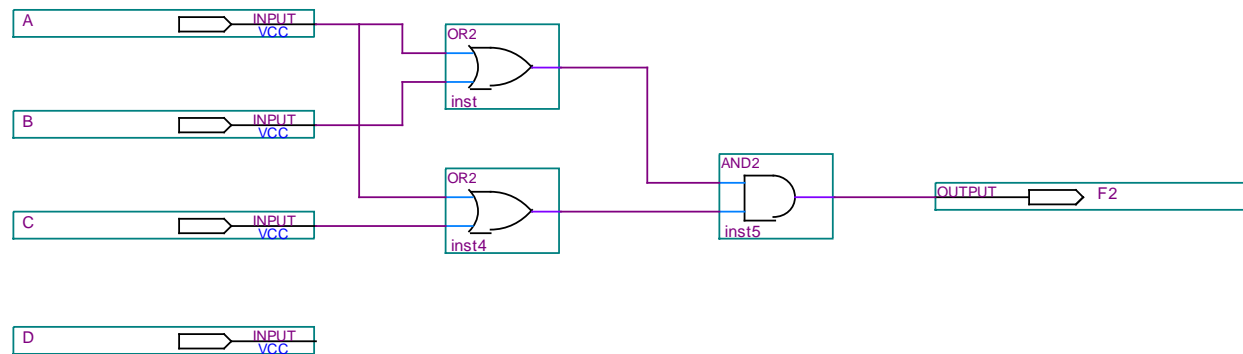 A
INPUT
VCC
OR2
inst
B
INPUT
VCC
OR2
inst4
AND2
inst5
OUTPUT
F2
C
INPUT
VCC
D
INPUT
VCC